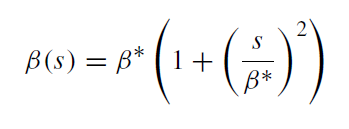 β(s) = β* (1 + (s/β*)²)